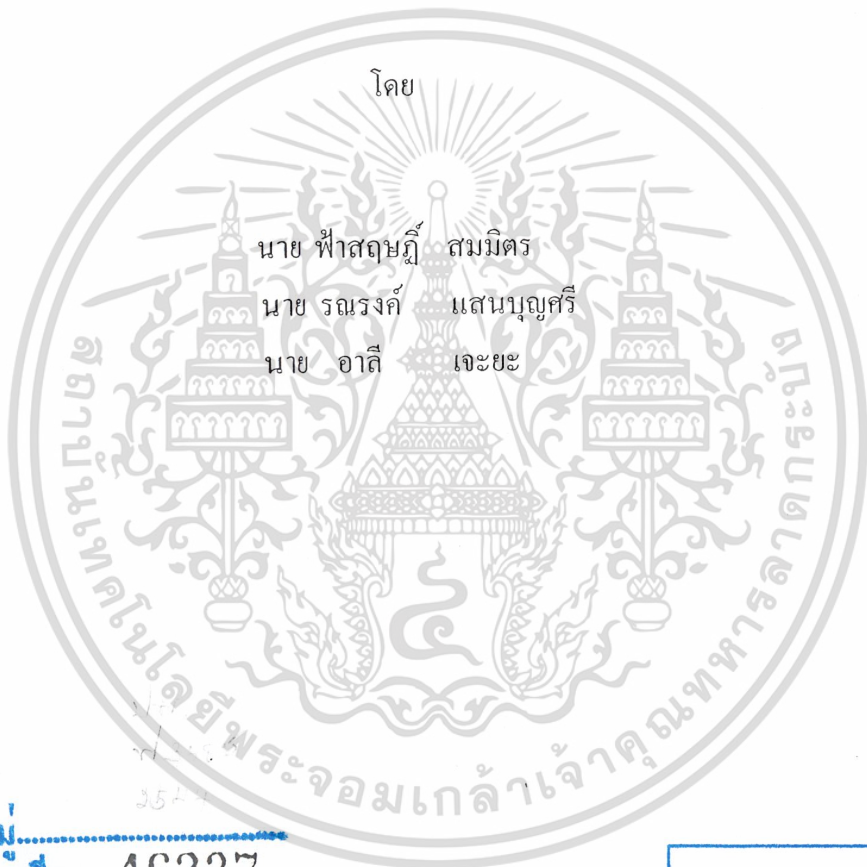 โดย
นาย ฟ้าสฤษฎิ์ สมมิตร
นาย รณรงค์ แสนบุญศรี
นาย อาลี เจะยะ
สถาบันเทคโนโลยีพระจอมเกล้าเจ้าคุณทหารลาดกระบัง